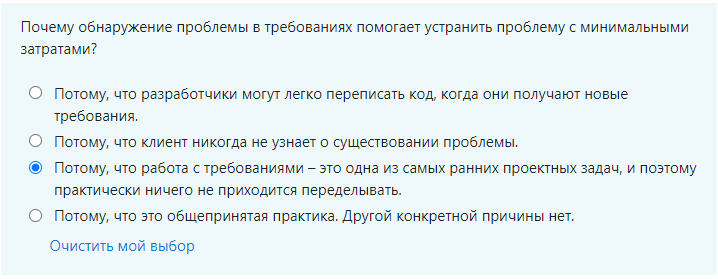 Почему обнаружение проблемы в требованиях помогает устранить проблему с минимальными
затратами?
Потому, что разработчики могут легко переписать код, когда они получают новые
требования.
Потому, что клиент никогда не узнает о существовании проблемы.
Потому, что работа с требованиями – это одна из самых ранних проектных задач, и поэтому
практически ничего не приходится переделывать.
Потому, что это общепринятая практика. Другой конкретной причины нет.
Очистить мой выбор